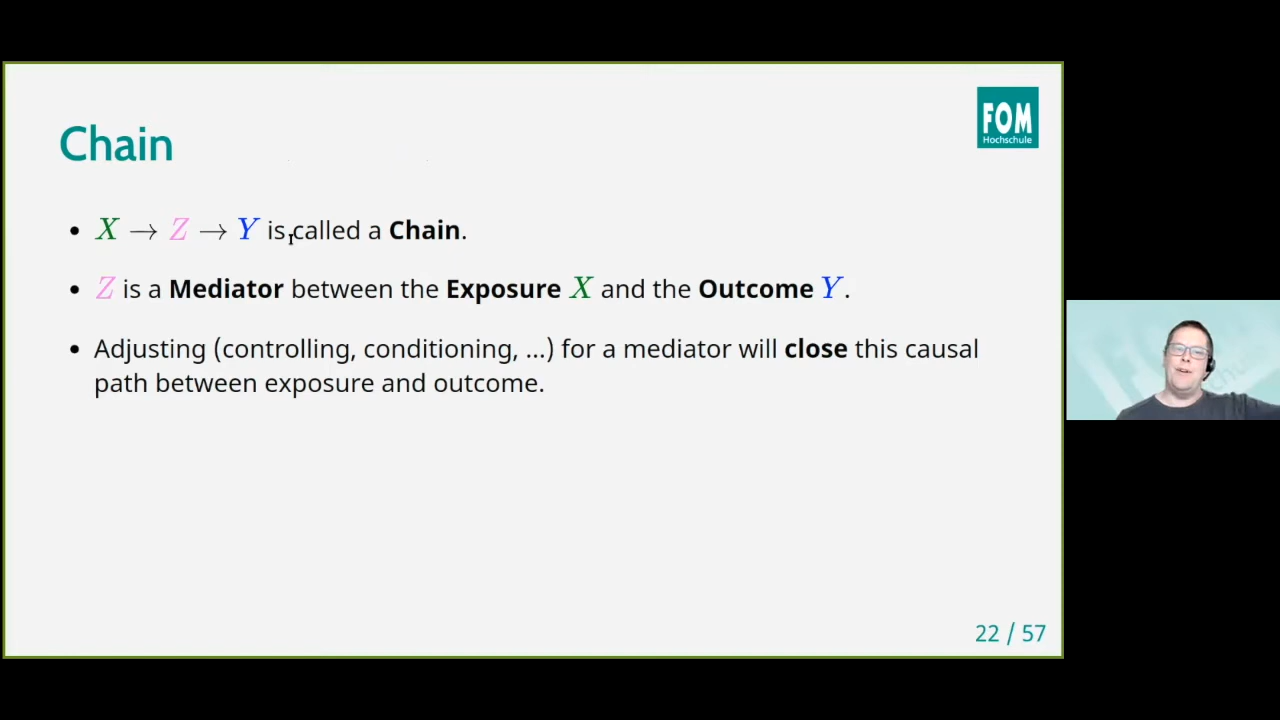 FOM
Hochschule
Chain
• X → Z → Y is called a Chain.
• Z is a Mediator between the Exposure X and the Outcome Y.
• Adjusting (controlling, conditioning, ...) for a mediator will close this causal
path between exposure and outcome.
22 / 57